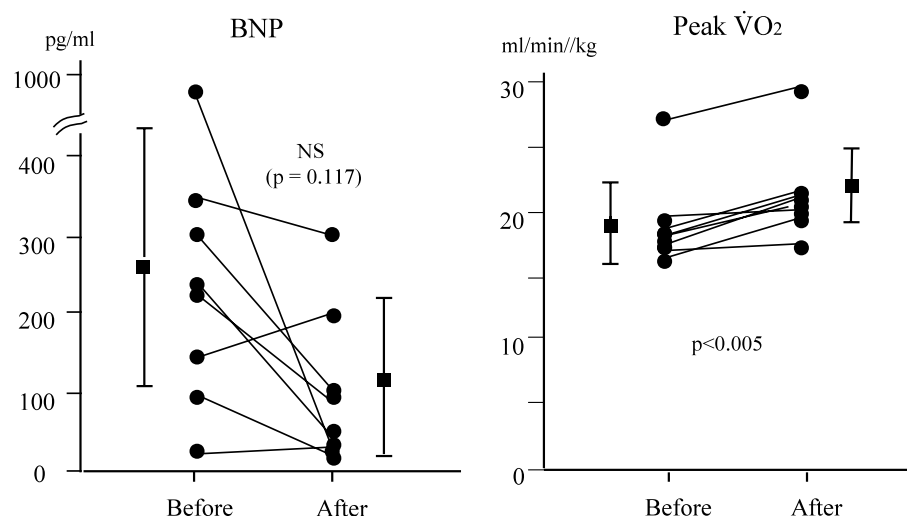 BNP
pg/ml
1000
400
300
200
100
0
NS
(p = 0.117)
Before
After
Peak V̇O₂
ml/min//kg
30
20
10
0
p<0.005
Before
After